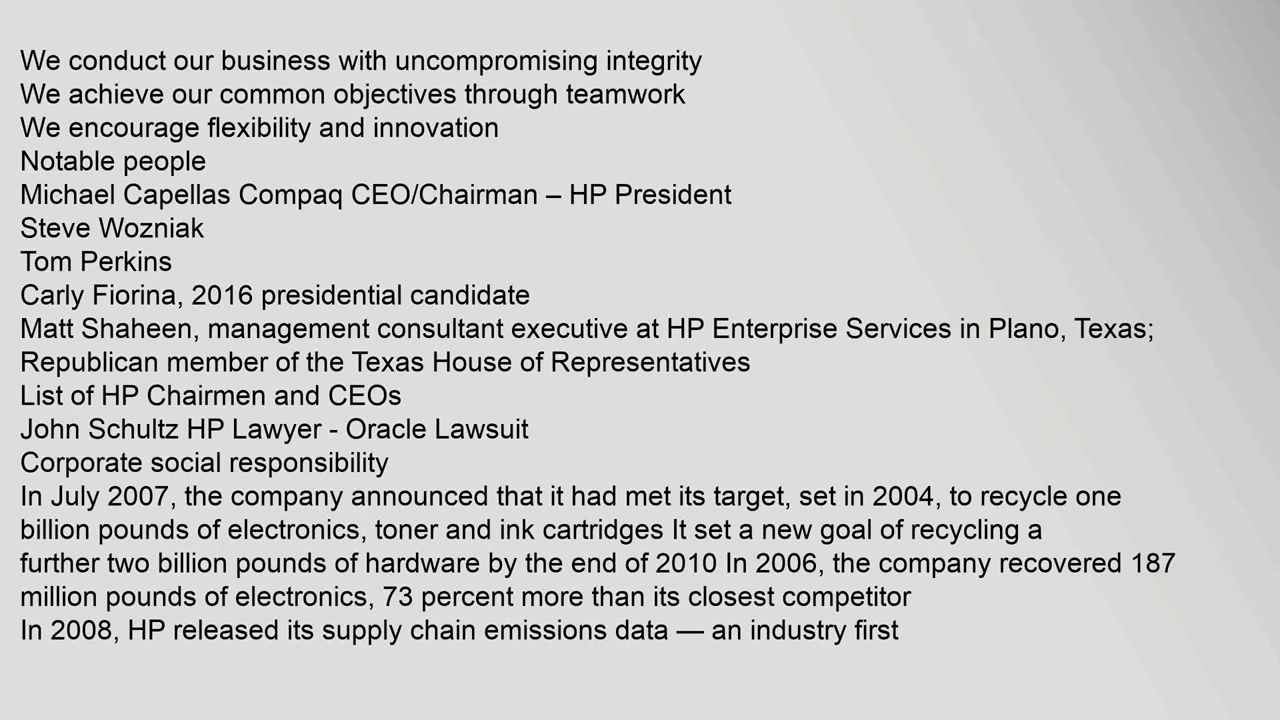 We conduct our business with uncompromising integrity
We achieve our common objectives through teamwork
We encourage flexibility and innovation
Notable people
Michael Capellas Compaq CEO/Chairman – HP President
Steve Wozniak
Tom Perkins
Carly Fiorina, 2016 presidential candidate
Matt Shaheen, management consultant executive at HP Enterprise Services in Plano, Texas;
Republican member of the Texas House of Representatives
List of HP Chairmen and CEOs
John Schultz HP Lawyer - Oracle Lawsuit
Corporate social responsibility
In July 2007, the company announced that it had met its target, set in 2004, to recycle one
billion pounds of electronics, toner and ink cartridges It set a new goal of recycling a
further two billion pounds of hardware by the end of 2010 In 2006, the company recovered 187
million pounds of electronics, 73 percent more than its closest competitor
In 2008, HP released its supply chain emissions data — an industry first